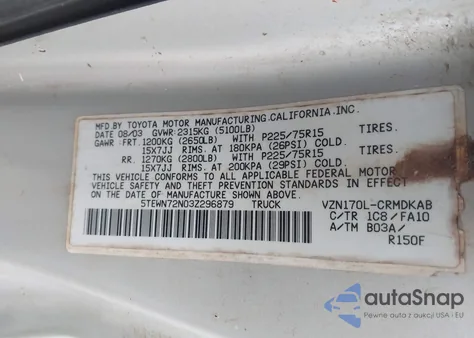 MFD.BY TOYOTA MOTOR MANUFACTURING,CALIFORNIA,INC.
DATE 08/03 GVWR 2315KG (5100LB)
GAWR FRT. 1200KG (2650LB) WITH P225/75R15 TIRES.
15X7JJ RIMS. AT 180KPA (26PSI) COLD.
RR. 1270KG (2800LB) WITH P225/75R15 TIRES.
15X7JJ RIMS. AT 200KPA (29PSI) COLD.
THIS VEHICLE CONFORMS TO ALL APPLICABLE FEDERAL MOTOR
VEHICLE SAFETY AND THEFT PREVENTION STANDARDS IN EFFECT
ON THE DATE OF MANUFACTURE SHOWN ABOVE.
5TEWN72N03Z296879 TRUCK
VZN170L-CRMDKAB
C/TR 1C8/FA10
A/TM B03A/
R150F
autoSnap
Pewne auta z USA i EU